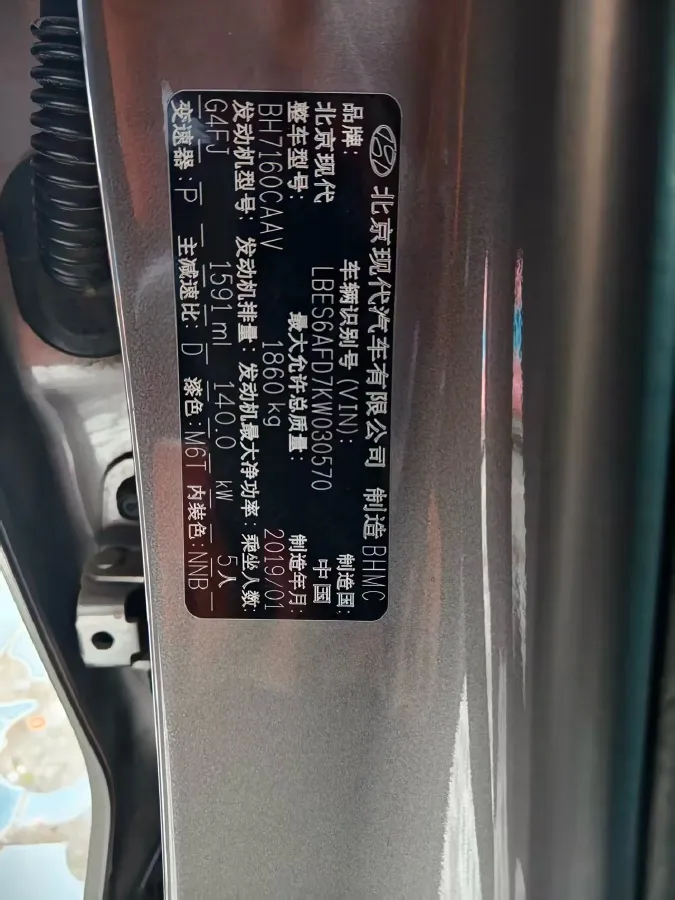 北京现代汽车有限公司 制造 BHMC
品牌: 车辆识别号(VIN): 制造国:
北京现代 LBES6AFD7KW030570 中国
整车型号: 最大允许总质量: 制造年月:
BH7160CAAV 1860kg 2019/01
发动机型号: 发动机排量: 发动机最大净功率: 乘坐人数:
G4FJ 1591ml 140.0 kW 5人
变速器: P 主减速比: D 漆色: M6T 内装色: NNB